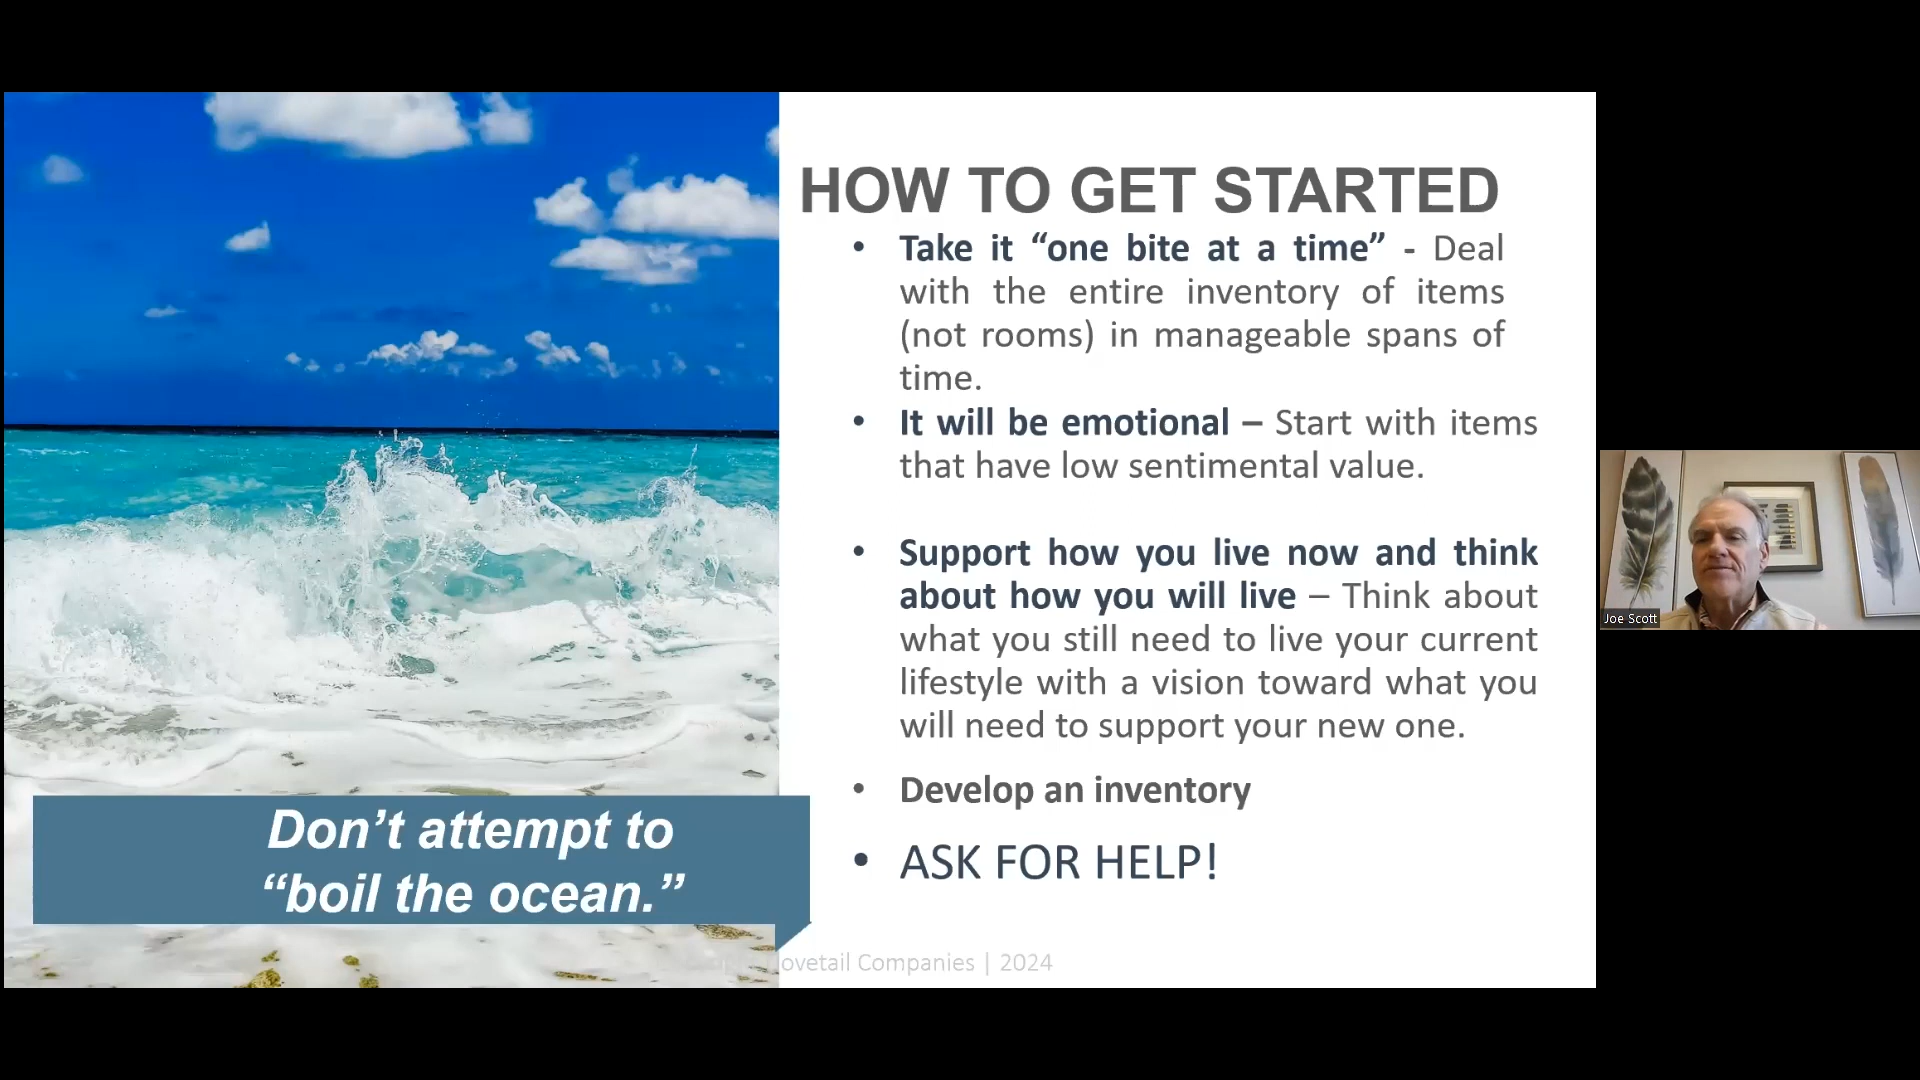 HOW TO GET STARTED
• Take it “one bite at a time” - Deal
with the entire inventory of items
(not rooms) in manageable spans of
time.
• It will be emotional – Start with items
that have low sentimental value.
• Support how you live now and think
about how you will live – Think about
what you still need to live your current
lifestyle with a vision toward what you
will need to support your new one.
• Develop an inventory
• ASK FOR HELP!
Don’t attempt to
“boil the ocean.”
Companies | 2024
Joe Scott